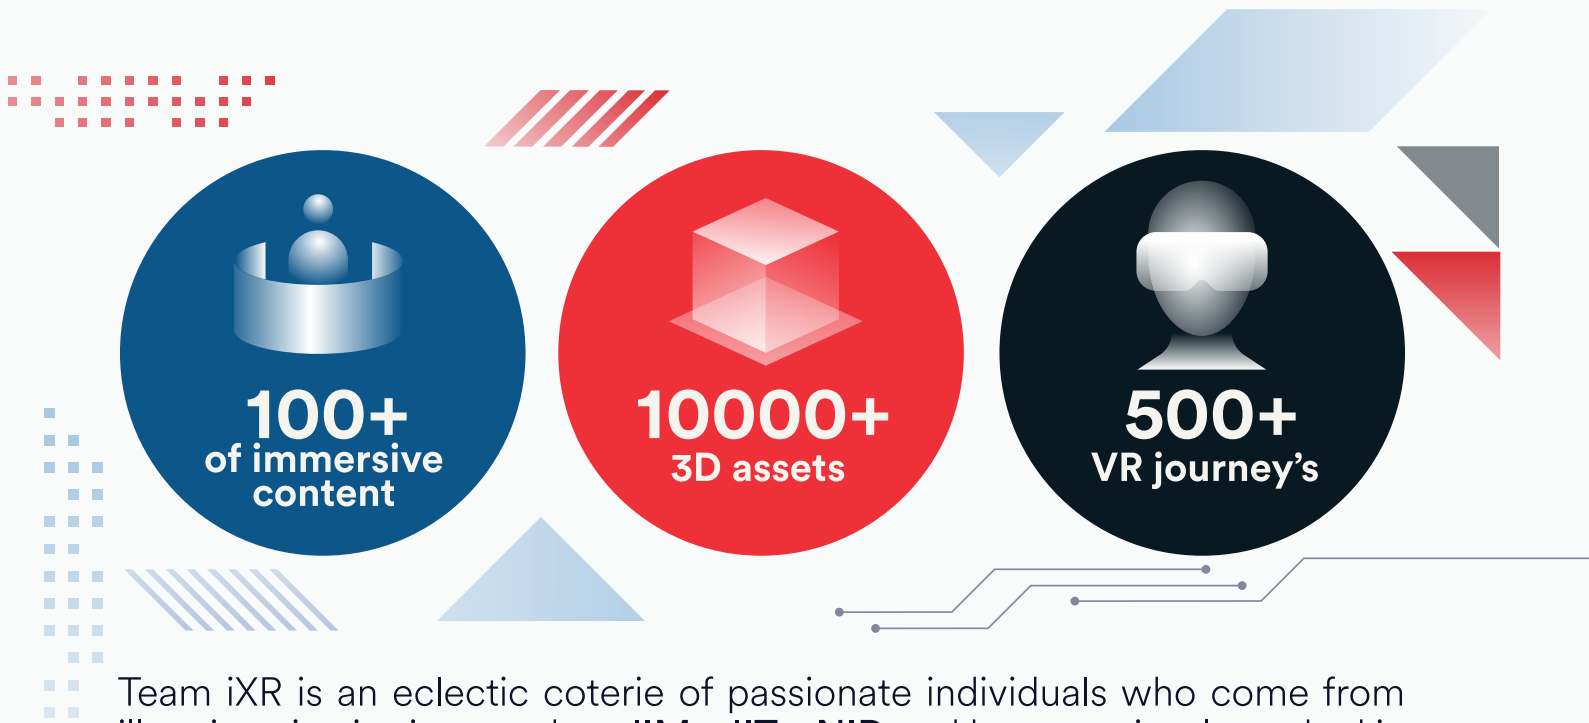 100+
of immersive
content
10000+
3D assets
500+
VR journey's
Team iXR is an eclectic coterie of passionate individuals who come from